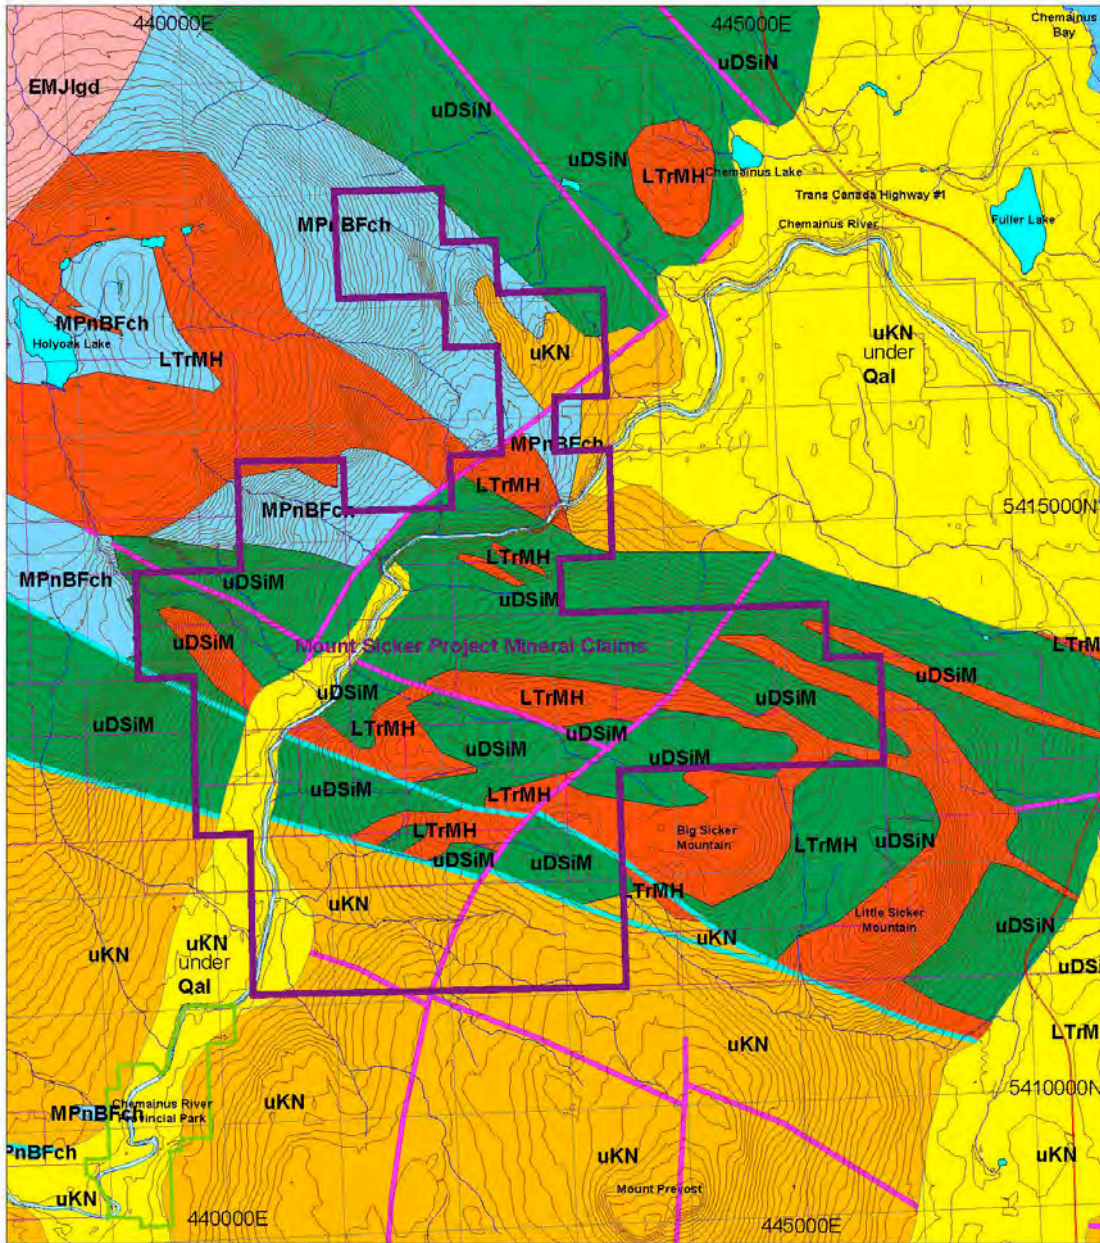 440000E
445000E
Chemainus
Bay
uDSiN
EMJIgd
uDSiN
uDSiN
LTrMH
Chemainus Lake
Trans Canada Highway #1
Chemainus River
Fuller Lake
MPnBFch
MPnBFch
Holyoak Lake
LTrMH
uKN
uKN
under
Qal
MPnBFch
LTrMH
5415000N
MPnBFch
LTrMH
MPnBFch
uDSiM
uDSiM
uDSiM
Mount Sicker Project Mineral Claims
LTrM
uDSiM
uDSiM
LTrMH
uDSiM
uDSiM
LTrMH
uDSiM
uDSiM
uDSiM
uDSiM
LTrMH
LTrMH
Big Sicker
Mountain
uDSiN
LTrMH
uDSiM
uDSiM
LTrMH
uKN
Little Sicker
Mountain
uDSiN
uKN
uKN
uKN
under
Qal
uDSi
LTrM
uKN
5410000N
MPnBFch
Chemainus River
Provincial Park
uKN
PnBFch
uKN
uKN
uKN
Mount Prevost
440000E
445000E